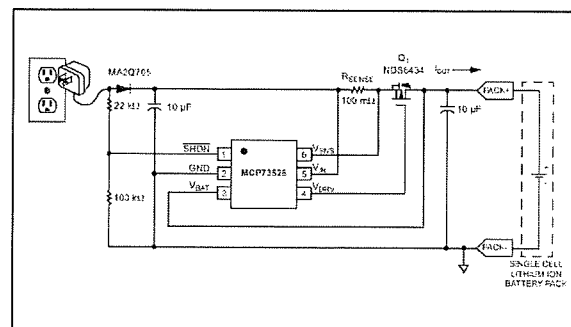 MA2Q705
22 kΩ
10 µF
RSENSE
100 mΩ
Q1
NDS8434
IOUT
10 µF
PACK+
SHDN
GND
VBAT
1
2
3
MCP73826
6
5
4
VSNS
VIN
VDRV
100 kΩ
+
-
PACK-
SINGLE CELL
LITHIUM ION
BATTERY PACK